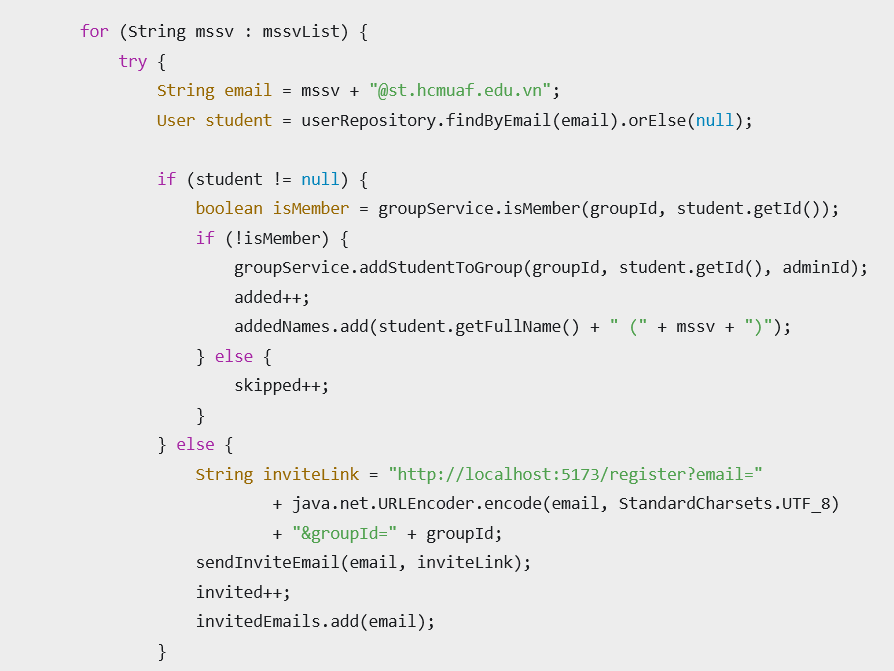 for (String mssv : mssvList) {
try {
String email = mssv + "@st.hcmuaf.edu.vn";
User student = userRepository.findByEmail(email).orElse(null);
if (student != null) {
boolean isMember = groupService.isMember(groupId, student.getId());
if (!isMember) {
groupService.addStudentToGroup(groupId, student.getId(), adminId);
added++;
addedNames.add(student.getFullName() + " (" + mssv + ")");
} else {
skipped++;
}
} else {
String inviteLink = "http://localhost:5173/register?email="
+ java.net.URLEncoder.encode(email, StandardCharsets.UTF_8)
+ "&groupId=" + groupId;
sendInviteEmail(email, inviteLink);
invited++;
invitedEmails.add(email);
}